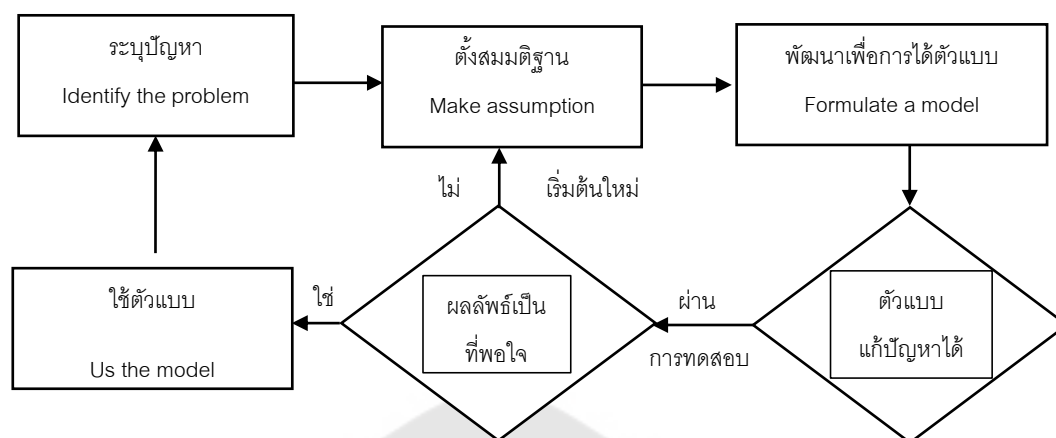 ระบุปัญหา
Identify the problem
ตั้งสมมติฐาน
Make assumption
พัฒนาเพื่อการได้ตัวแบบ
Formulate a model
ไม่
เริ่มต้นใหม่
ใช้ตัวแบบ
Us the model
ใช่
ผลลัพธ์เป็น
ที่พอใจ
ผ่าน
การทดสอบ
ตัวแบบ
แก้ปัญหาได้